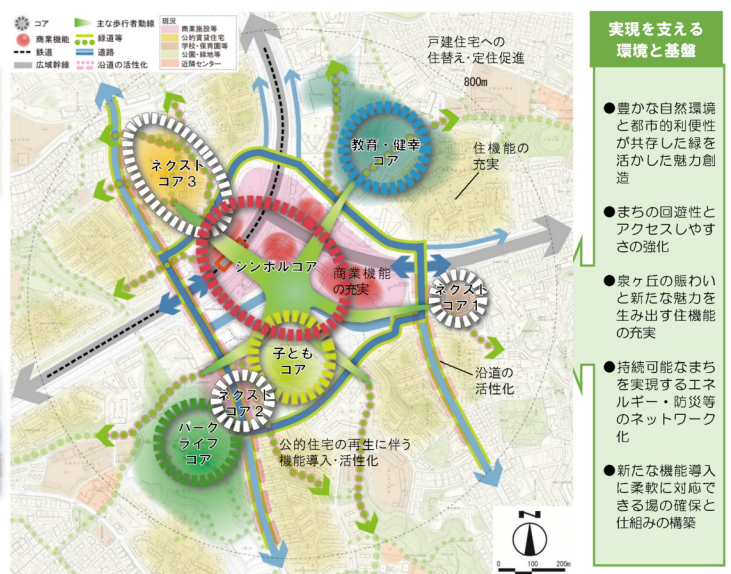 コア
商業機能
鉄道
広域幹線
主な歩行者動線
緑道等
道路
沿道の活性化
現況
商業施設等
公的賃貸住宅
学校・保育園等
公園・緑地等
近隣センター
戸建住宅への
住替え・定住促進
800m
教育・健幸
コア
住機能
の充実
ネクスト
コア3
シンボルコア
商業機能
の充実
ネクスト
コア1
子ども
コア
沿道の
活性化
ネクスト
コア2
パーク
ライフ
コア
公的住宅の再生に伴う
機能導入・活性化
N
0 100 200m
実現を支える
環境と基盤
●豊かな自然環境
と都市的利便性
が共存した緑を
活かした魅力創
造
●まちの回遊性と
アクセスしやす
さの強化
●泉ヶ丘の賑わい
と新たな魅力を
生み出す住機能
の充実
●持続可能なまち
を実現するエネ
ルギー・防災等
のネットワーク
化
●新たな機能導入
に柔軟に対応で
きる場の確保と
仕組みの構築